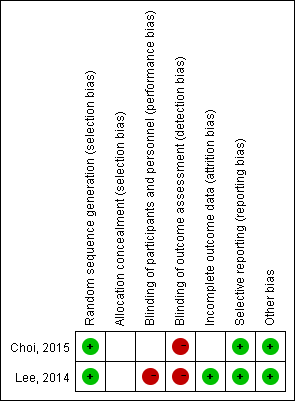 Random sequence generation (selection bias)
Allocation concealment (selection bias)
Blinding of participants and personnel (performance bias)
Blinding of outcome assessment (detection bias)
Incomplete outcome data (attrition bias)
Selective reporting (reporting bias)
Other bias
Choi, 2015
+
+
+
Lee, 2014
+
+
+
+